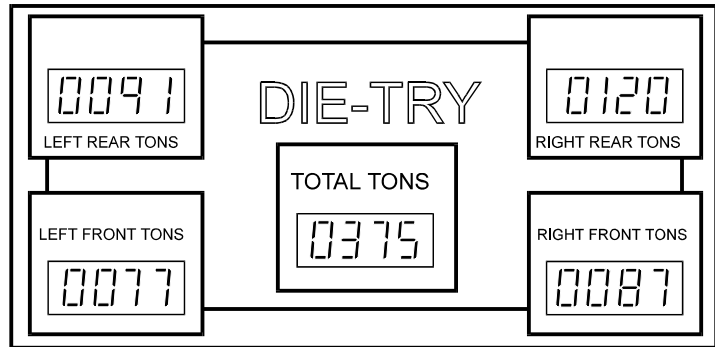 0091
LEFT REAR TONS
DIE-TRY
0120
RIGHT REAR TONS
TOTAL TONS
0375
LEFT FRONT TONS
0077
RIGHT FRONT TONS
0087